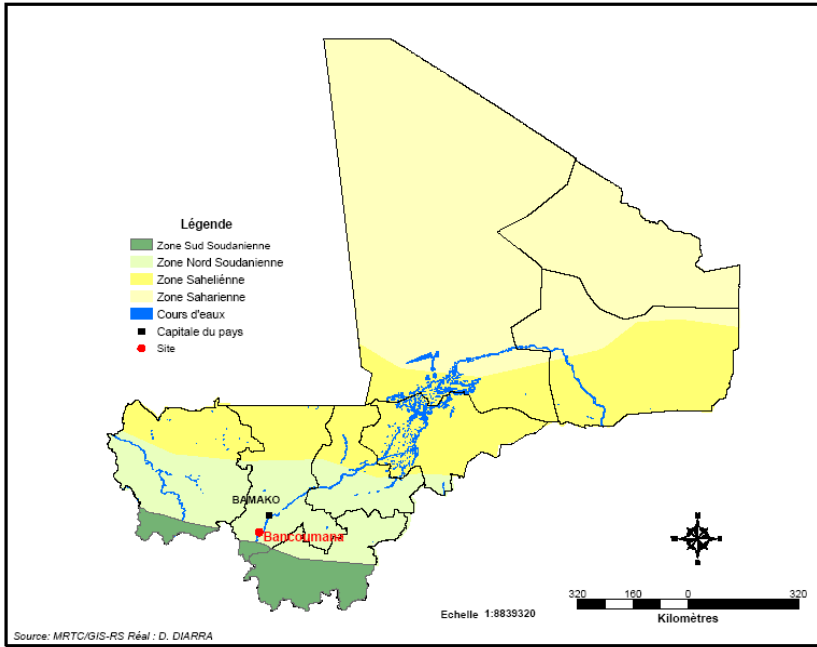 Légende
Zone Sud Soudanienne
Zone Nord Soudanienne
Zone Saheliénne
Zone Saharienne
Cours d'eaux
Capitale du pays
Site
BAMAKO
Bancoumana
Echelle 1:8839320
320 160 0 320
Kilomètres
Source: MRTC/GIS-RS Réal : D. DIARRA